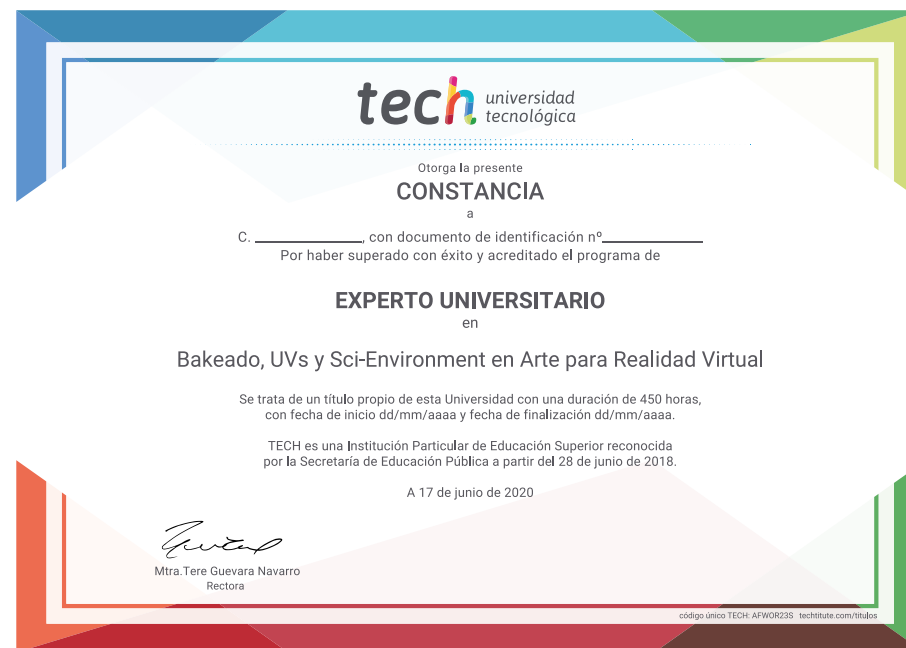 tech universidad
tecnológica
Otorga la presente
CONSTANCIA
a
C. ____________, con documento de identificación nº____________
Por haber superado con éxito y acreditado el programa de
EXPERTO UNIVERSITARIO
en
Bakeado, UVs y Sci-Environment en Arte para Realidad Virtual
Se trata de un título propio de esta Universidad con una duración de 450 horas,
con fecha de inicio dd/mm/aaaa y fecha de finalización dd/mm/aaaa.
TECH es una Institución Particular de Educación Superior reconocida
por la Secretaría de Educación Pública a partir del 28 de junio de 2018.
A 17 de junio de 2020
Mtra.Tere Guevara Navarro
Rectora
código único TECH: AFWOR23S techtitute.com/titulos